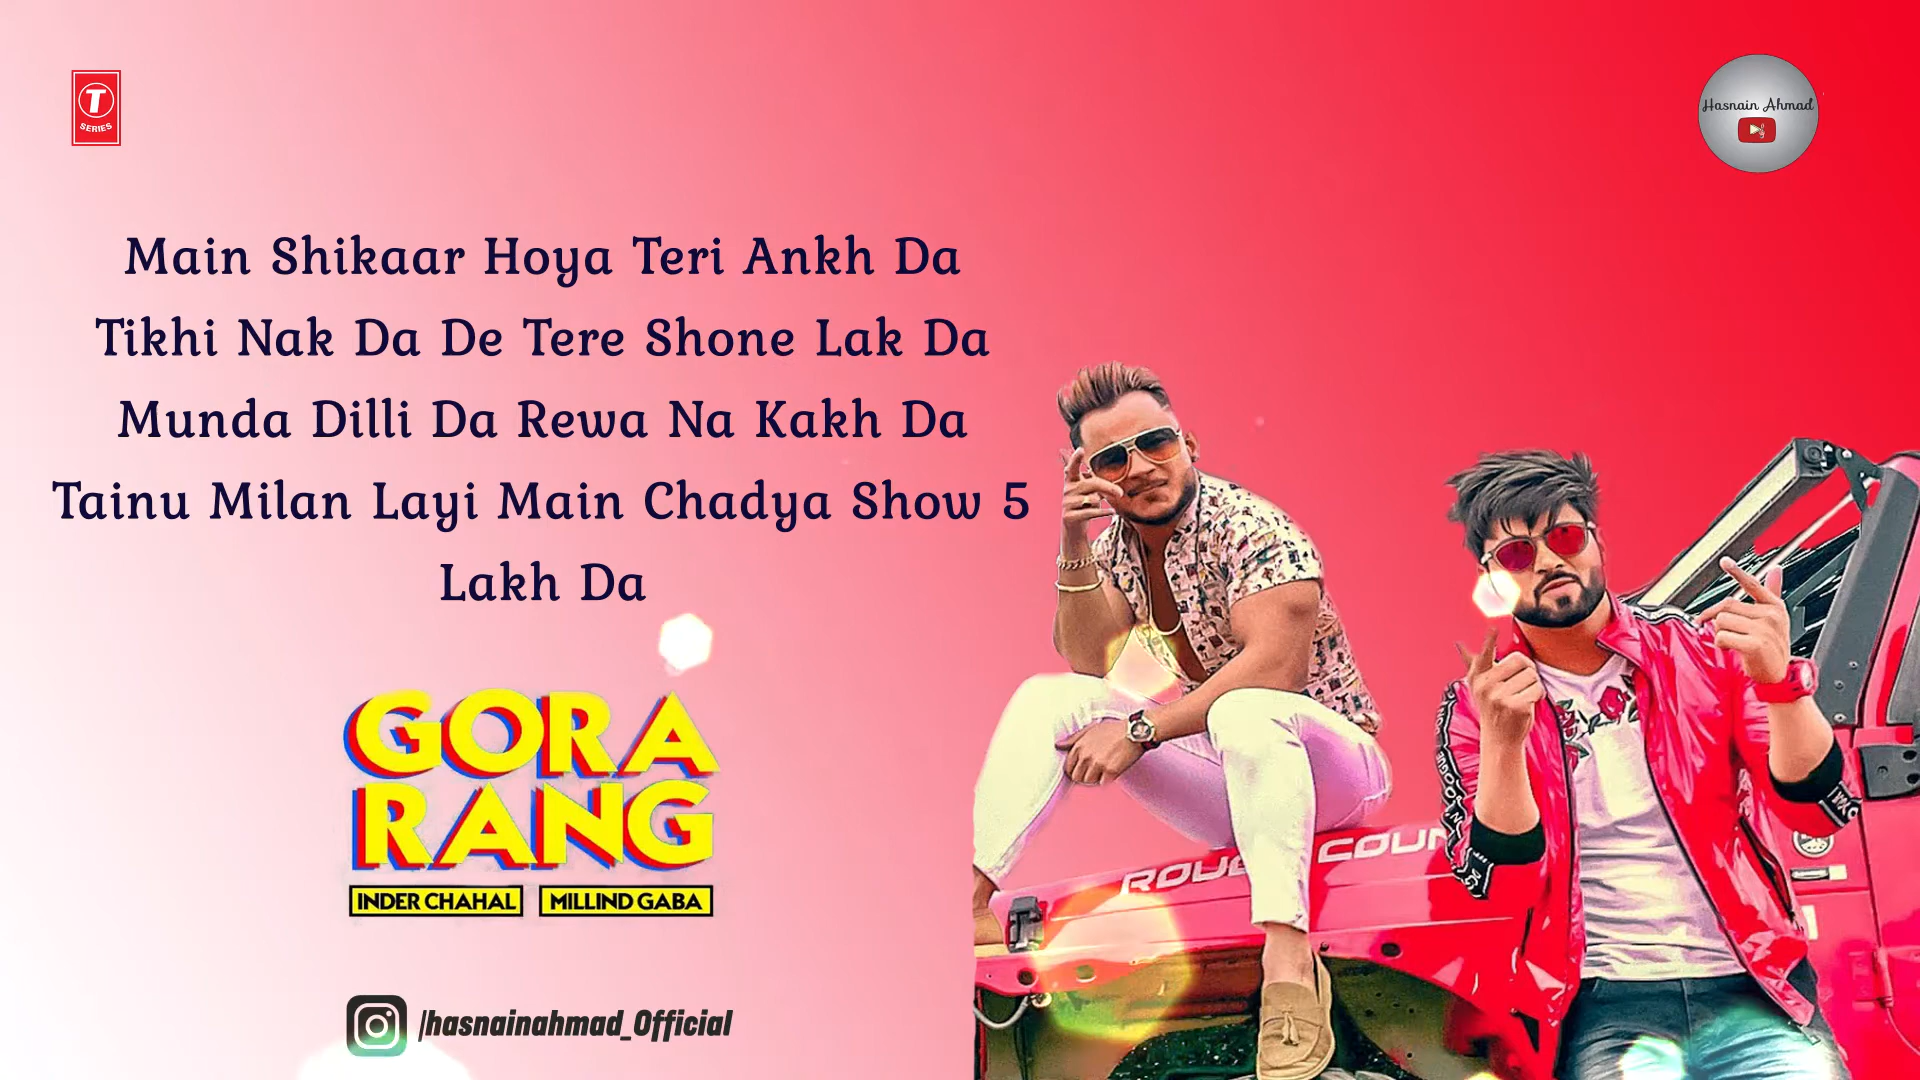 T
SERIES
Hasnain Ahmad
Main Shikaar Hoya Teri Ankh Da
Tikhi Nak Da De Tere Shone Lak Da
Munda Dilli Da Rewa Na Kakh Da
Tainu Milan Layi Main Chadya Show 5
Lakh Da
GORA
RANG
INDER CHAHAL MILLIND GABA
/hasnainahmad_Official